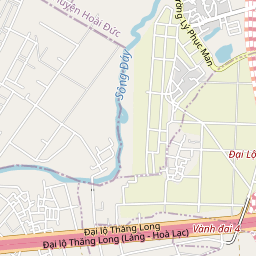 Huyện Hoài Đức
Sông Đáy
Lý Phục Man
Đại Lộ
Đại lộ Thăng Long
Vành đai 4
Đại lộ Thăng Long (Láng - Hoà Lạc)